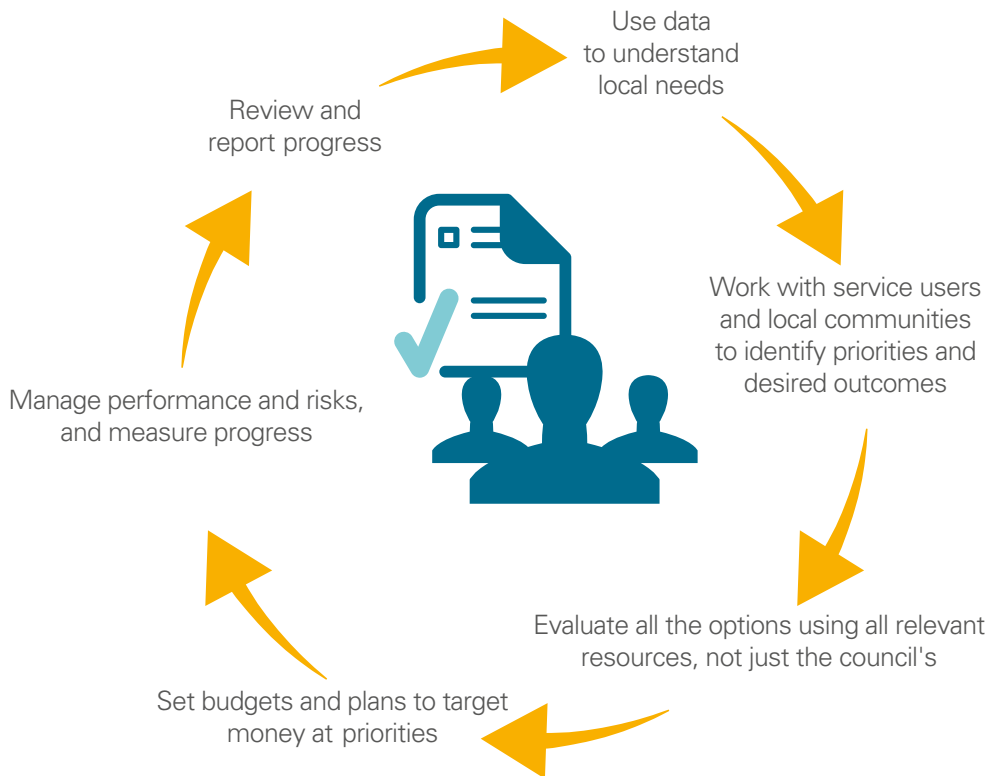 Use data
to understand
local needs
Work with service users
and local communities
to identify priorities and
desired outcomes
Evaluate all the options using all relevant
resources, not just the council's
Set budgets and plans to target
money at priorities
Manage performance and risks,
and measure progress
Review and
report progress